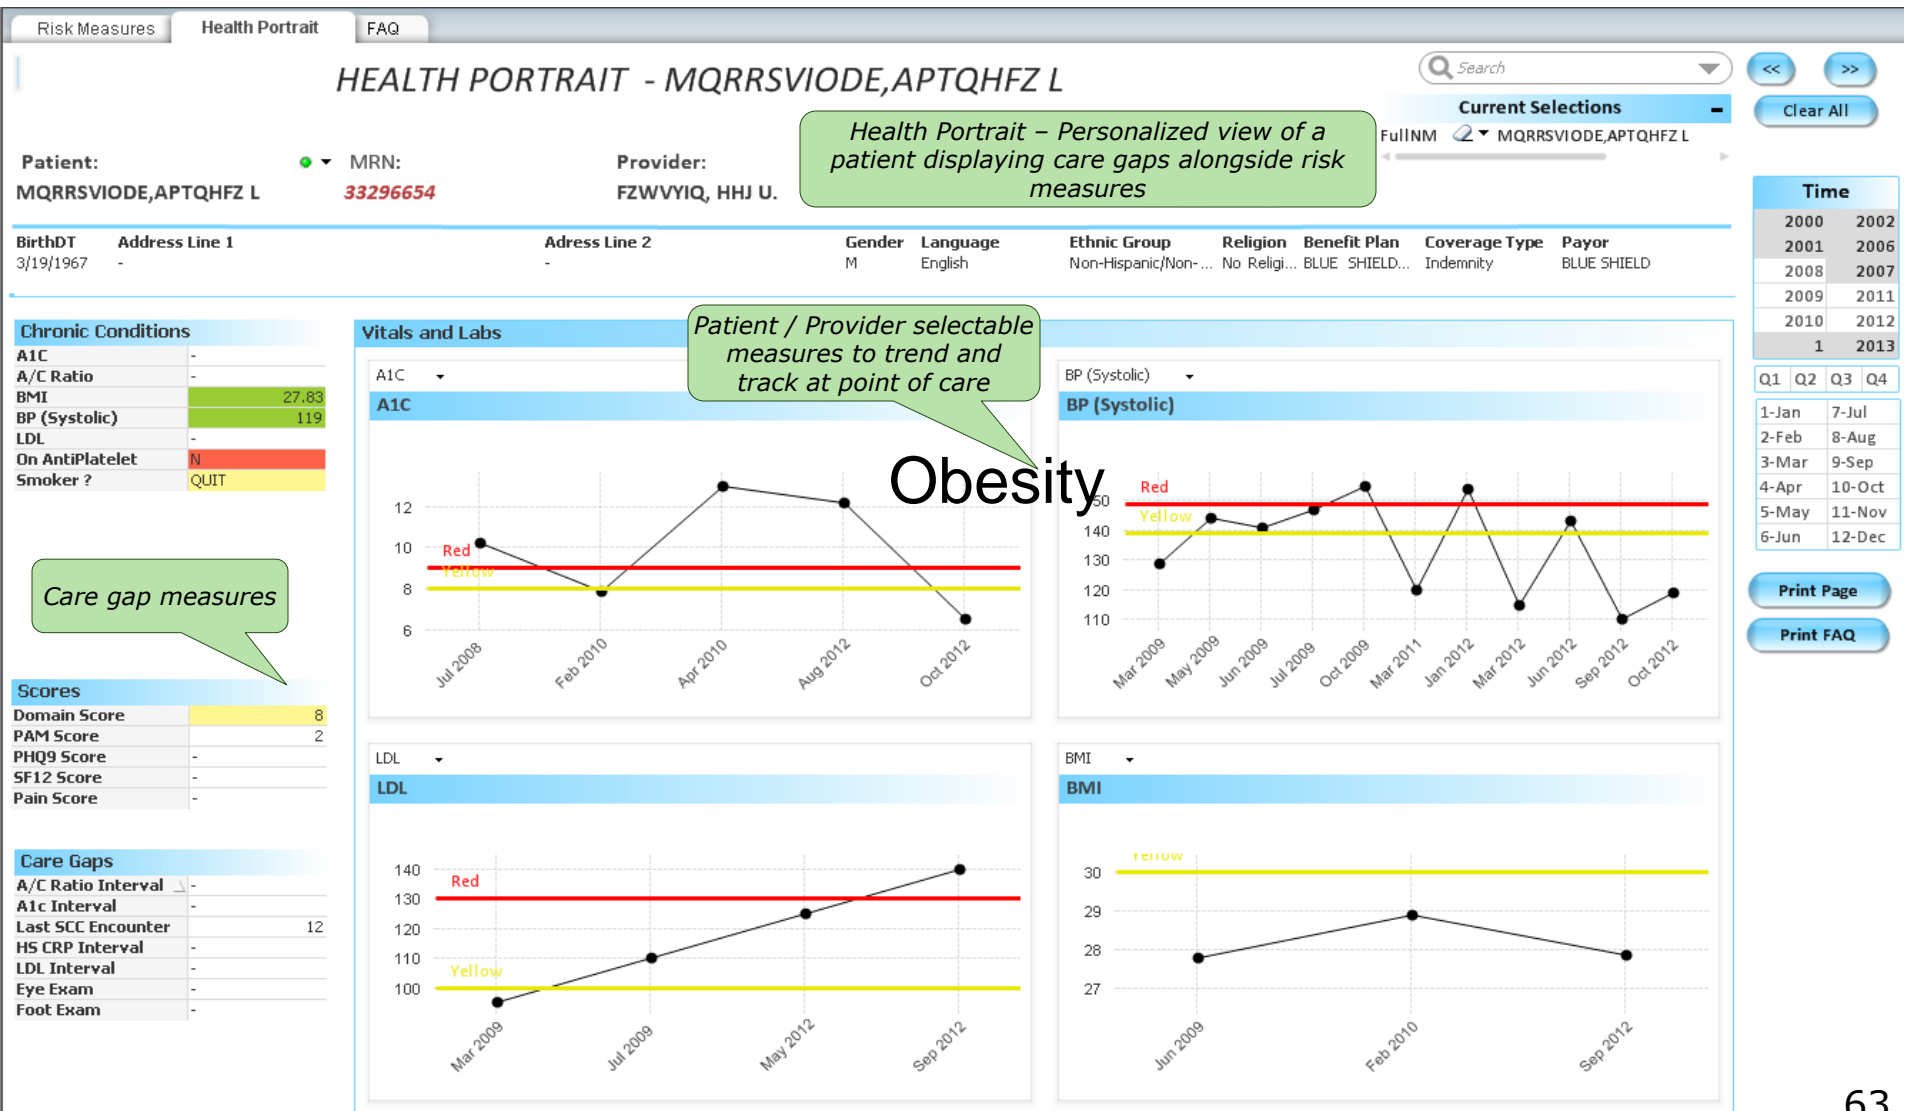 Risk Measures Health Portrait FAQ
HEALTH PORTRAIT - MQRRSVIODE,APTQHFZ L
Search
<< >>
Current Selections
Clear All
FullNM MQRRSVIODE,APTQHFZ L
Health Portrait – Personalized view of a
patient displaying care gaps alongside risk
measures
Patient: MRN: Provider:
MQRRSVIODE,APTQHFZ L 33296654 FZWVYIQ, HHJ U.
BirthDT Address Line 1 Adress Line 2 Gender Language Ethnic Group Religion Benefit Plan Coverage Type Payor
3/19/1967 - - M English Non-Hispanic/Non-... No Religi... BLUE SHIELD... Indemnity BLUE SHIELD
Time
2000 2002
2001 2006
2008 2007
2009 2011
2010 2012
1 2013
Q1 Q2 Q3 Q4
1-Jan 7-Jul
2-Feb 8-Aug
3-Mar 9-Sep
4-Apr 10-Oct
5-May 11-Nov
6-Jun 12-Dec
Print Page
Print FAQ
Chronic Conditions
A1C -
A/C Ratio -
BMI 27.83
BP (Systolic) 119
LDL -
On AntiPlatelet N
Smoker ? QUIT
Care gap measures
Scores
Domain Score 8
PAM Score 2
PHQ9 Score -
SF12 Score -
Pain Score -
Care Gaps
A/C Ratio Interval -
A1c Interval -
Last SCC Encounter 12
HS CRP Interval -
LDL Interval -
Eye Exam -
Foot Exam -
Vitals and Labs
Patient / Provider selectable
measures to trend and
track at point of care
Obesity
A1C
A1C
12
10
8
6
Red
Yellow
Jul 2008 Feb 2010 Apr 2010 Aug 2012 Oct 2012
BP (Systolic)
BP (Systolic)
50
140
130
120
110
Red
Yellow
Mar 2009 May 2009 Jun 2009 Jul 2009 Oct 2009 Mar 2011 Jan 2012 Mar 2012 Jun 2012 Sep 2012 Oct 2012
LDL
LDL
140
130
120
110
100
Red
Yellow
Mar 2009 Jul 2009 May 2012 Sep 2012
BMI
BMI
Yellow
30
29
28
27
Jun 2009 Feb 2010 Sep 2012
63